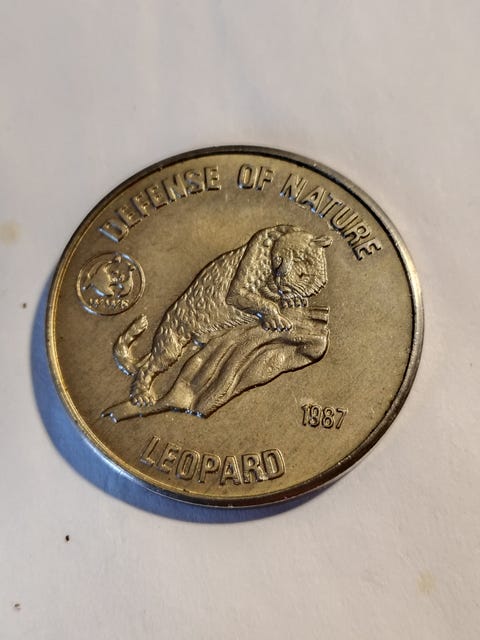 DEFENSE OF NATURE
1987
LEOPARD